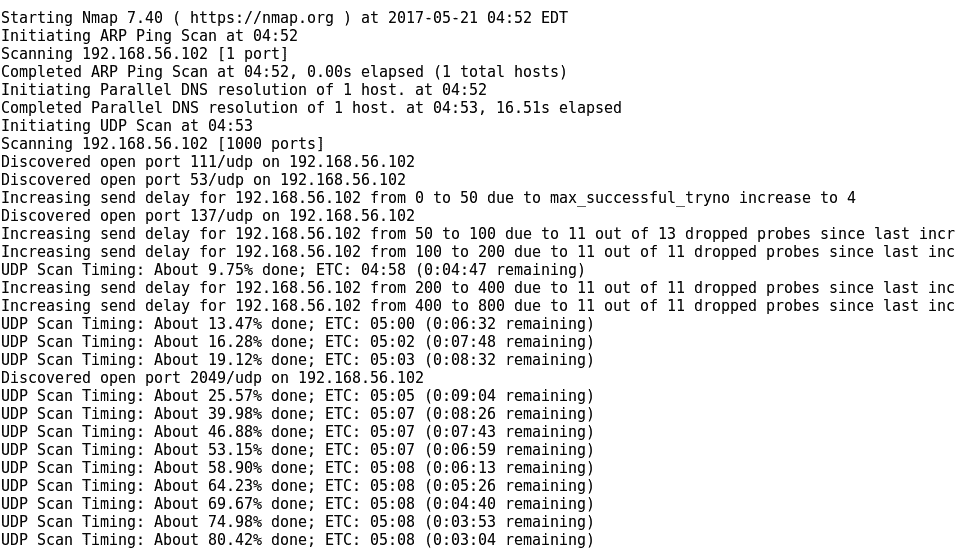 Starting Nmap 7.40 ( https://nmap.org ) at 2017-05-21 04:52 EDT
Initiating ARP Ping Scan at 04:52
Scanning 192.168.56.102 [1 port]
Completed ARP Ping Scan at 04:52, 0.00s elapsed (1 total hosts)
Initiating Parallel DNS resolution of 1 host. at 04:52
Completed Parallel DNS resolution of 1 host. at 04:53, 16.51s elapsed
Initiating UDP Scan at 04:53
Scanning 192.168.56.102 [1000 ports]
Discovered open port 111/udp on 192.168.56.102
Discovered open port 53/udp on 192.168.56.102
Increasing send delay for 192.168.56.102 from 0 to 50 due to max_successful_tryno increase to 4
Discovered open port 137/udp on 192.168.56.102
Increasing send delay for 192.168.56.102 from 50 to 100 due to 11 out of 13 dropped probes since last incr
Increasing send delay for 192.168.56.102 from 100 to 200 due to 11 out of 11 dropped probes since last inc
UDP Scan Timing: About 9.75% done; ETC: 04:58 (0:04:47 remaining)
Increasing send delay for 192.168.56.102 from 200 to 400 due to 11 out of 11 dropped probes since last inc
Increasing send delay for 192.168.56.102 from 400 to 800 due to 11 out of 11 dropped probes since last inc
UDP Scan Timing: About 13.47% done; ETC: 05:00 (0:06:32 remaining)
UDP Scan Timing: About 16.28% done; ETC: 05:02 (0:07:48 remaining)
UDP Scan Timing: About 19.12% done; ETC: 05:03 (0:08:32 remaining)
Discovered open port 2049/udp on 192.168.56.102
UDP Scan Timing: About 25.57% done; ETC: 05:05 (0:09:04 remaining)
UDP Scan Timing: About 39.98% done; ETC: 05:07 (0:08:26 remaining)
UDP Scan Timing: About 46.88% done; ETC: 05:07 (0:07:43 remaining)
UDP Scan Timing: About 53.15% done; ETC: 05:07 (0:06:59 remaining)
UDP Scan Timing: About 58.90% done; ETC: 05:08 (0:06:13 remaining)
UDP Scan Timing: About 64.23% done; ETC: 05:08 (0:05:26 remaining)
UDP Scan Timing: About 69.67% done; ETC: 05:08 (0:04:40 remaining)
UDP Scan Timing: About 74.98% done; ETC: 05:08 (0:03:53 remaining)
UDP Scan Timing: About 80.42% done; ETC: 05:08 (0:03:04 remaining)